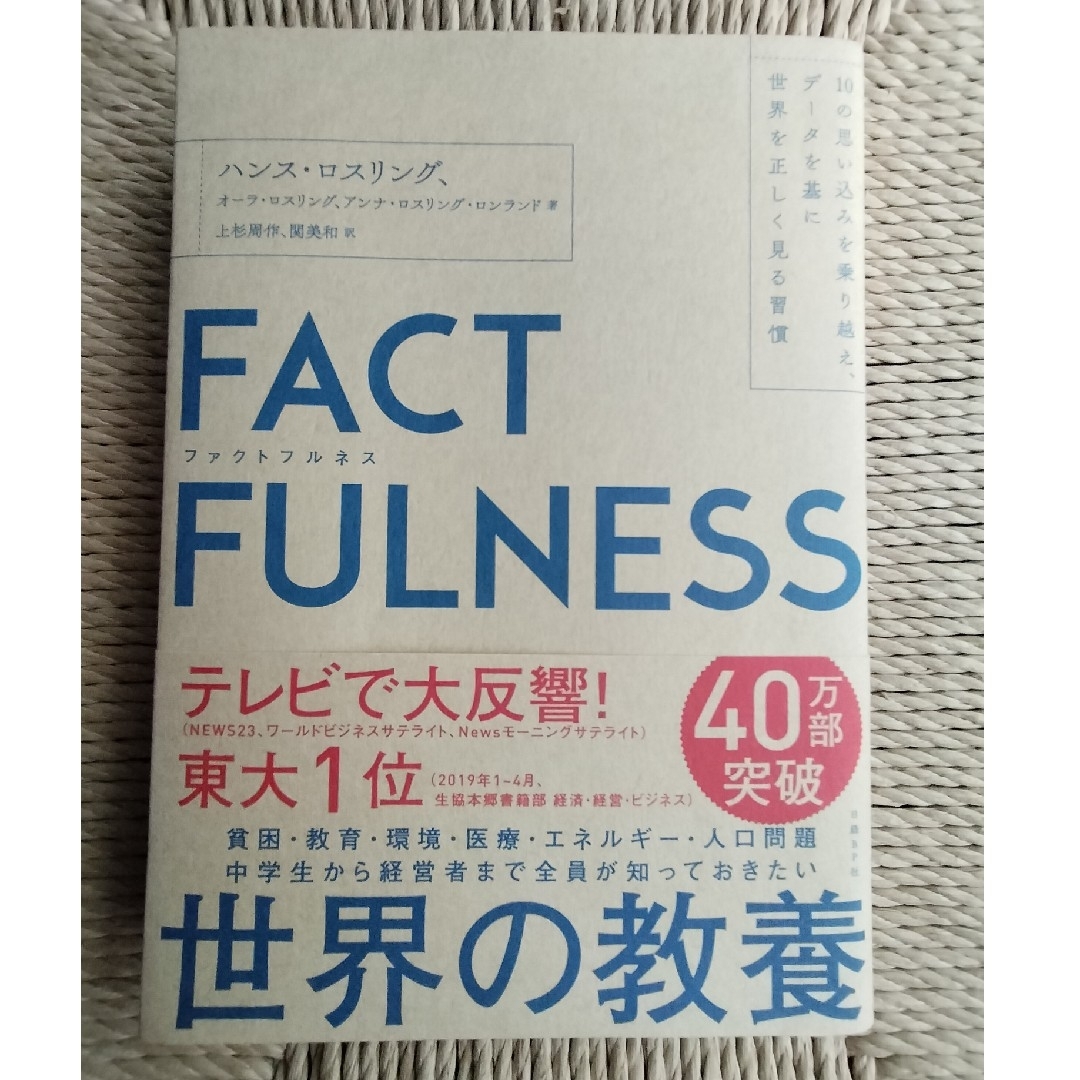 10の思い込みを乗り越え、
データを基に
世界を正しく見る習慣
ハンス・ロスリング、
オーラ・ロスリング、アンナ・ロスリング・ロンランド 著
上杉周作、関美和 訳
FACT
ファクトフルネス
FULNESS
テレビで大反響!
(NEWS23、ワールドビジネスサテライト、Newsモーニングサテライト)
東大1位
(2019年1-4月、
生協本郷書籍部 経済・経営・ビジネス)
40万部
突破
貧困・教育・環境・医療・エネルギー・人口問題
中学生から経営者まで全員が知っておきたい
世界の教養
日経BP社